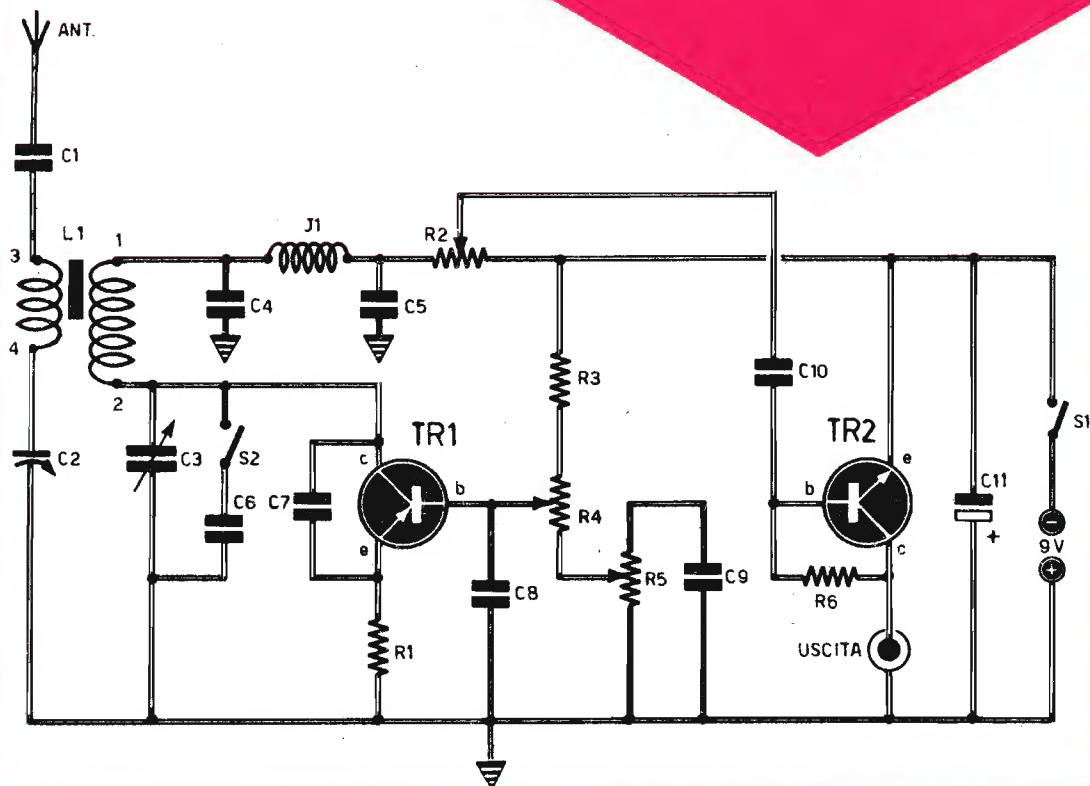 ANT.
C1
L1
3
1
J1
R2
4
2
C4
C5
R3
C10
S1
C2
C3
S2
C6
C7
TR1
c
b
e
R4
R5
C8
C9
R1
TR2
e
b
c
R6
C11
+
−
9 V
+
USCITA